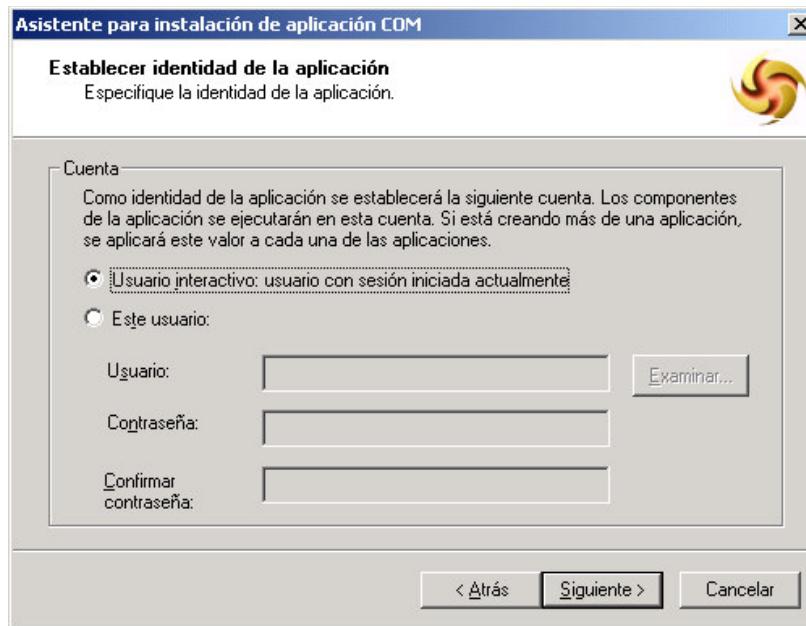 Asistente para instalación de aplicación COM
Establecer identidad de la aplicación
Especifique la identidad de la aplicación.
Cuenta
Como identidad de la aplicación se establecerá la siguiente cuenta. Los componentes
de la aplicación se ejecutarán en esta cuenta. Si está creando más de una aplicación,
se aplicará este valor a cada una de las aplicaciones.
Usuario interactivo: usuario con sesión iniciada actualmente
Este usuario:
Usuario:
Examinar...
Contraseña:
Confirmar
contraseña:
< Atrás
Siguiente >
Cancelar